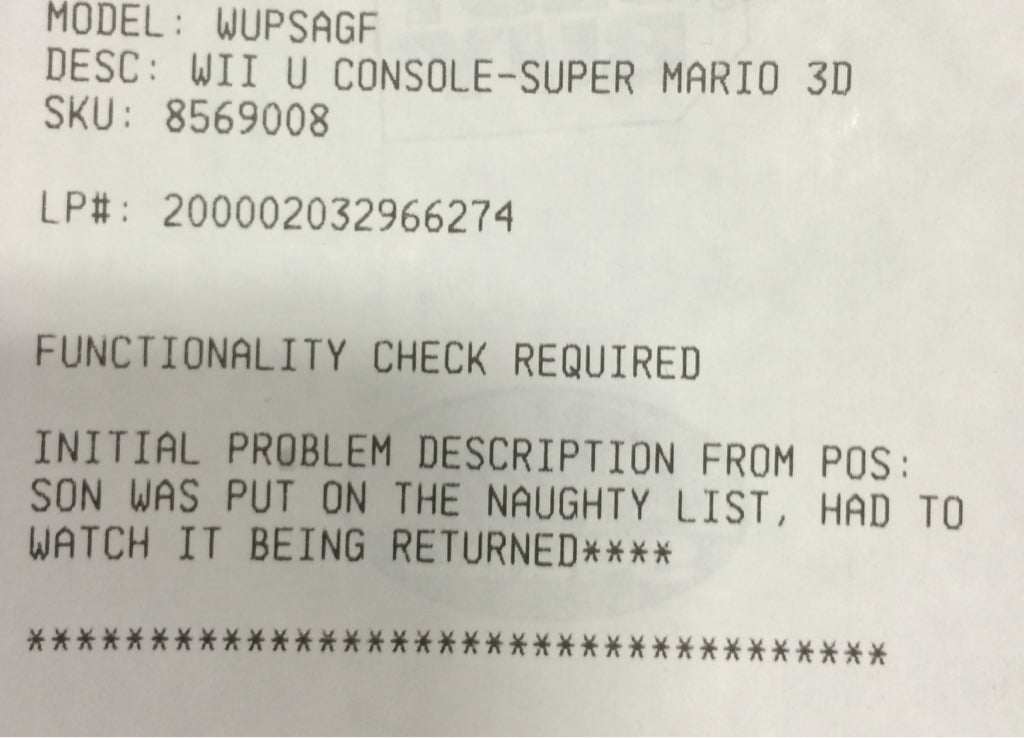 MODEL: WUPSAGF
DESC: WII U CONSOLE-SUPER MARIO 3D
SKU: 8569008
LP#: 200002032966274
FUNCTIONALITY CHECK REQUIRED
INITIAL PROBLEM DESCRIPTION FROM POS:
SON WAS PUT ON THE NAUGHTY LIST, HAD TO
WATCH IT BEING RETURNED****
************************************